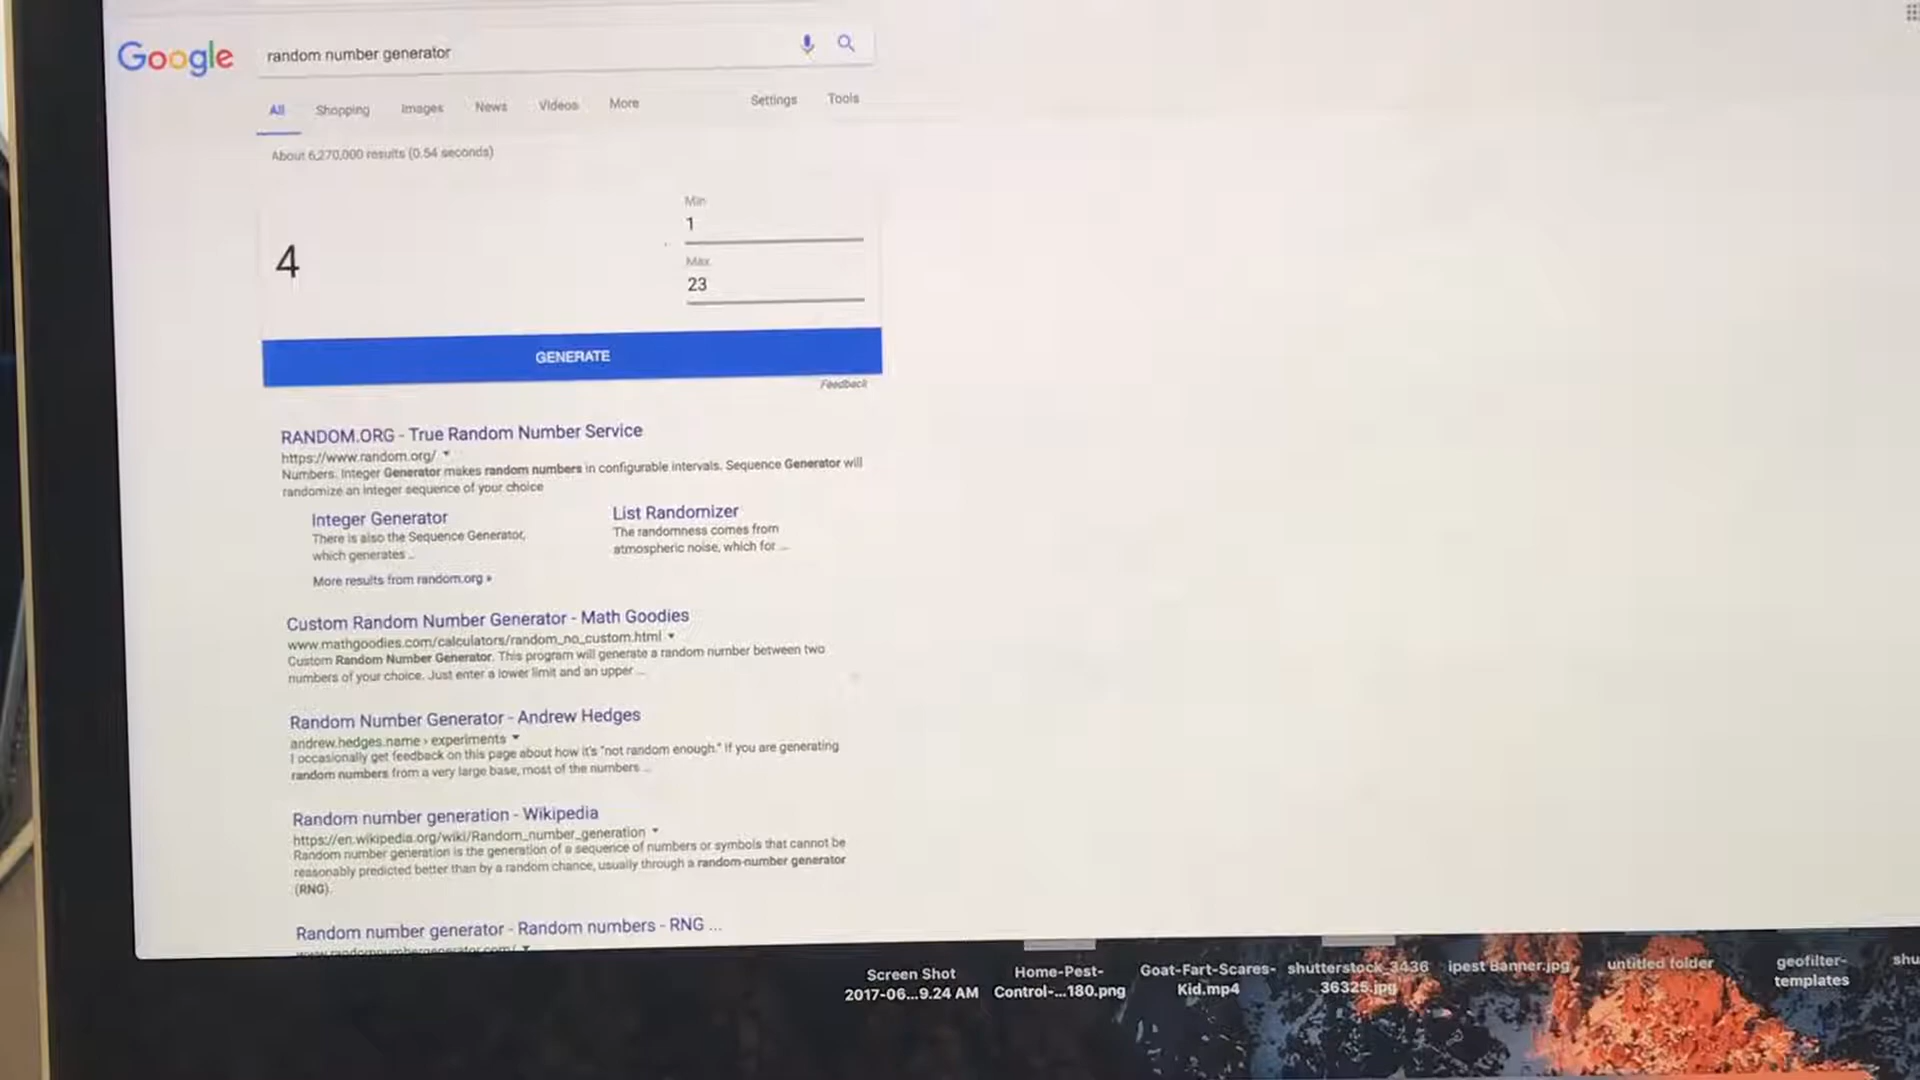 Google
random number generator
All Shopping Images News Videos More Settings Tools
About 6,270,000 results (0.54 seconds)
4
Min
1
Max
23
GENERATE
Feedback
RANDOM.ORG - True Random Number Service
https://www.random.org/
Numbers. Integer Generator makes random numbers in configurable intervals. Sequence Generator will
randomize an integer sequence of your choice
Integer Generator
There is also the Sequence Generator,
which generates ...
List Randomizer
The randomness comes from
atmospheric noise, which for ...
More results from random.org »
Custom Random Number Generator - Math Goodies
www.mathgoodies.com/calculators/random_no_custom.html
Custom Random Number Generator. This program will generate a random number between two
numbers of your choice. Just enter a lower limit and an upper ...
Random Number Generator - Andrew Hedges
andrew.hedges.name › experiments
I occasionally get feedback on this page about how it's "not random enough." If you are generating
random numbers from a very large base, most of the numbers ...
Random number generation - Wikipedia
https://en.wikipedia.org/wiki/Random_number_generation
Random number generation is the generation of a sequence of numbers or symbols that cannot be
reasonably predicted better than by a random chance, usually through a random-number generator
(RNG).
Random number generator - Random numbers - RNG ...
www.randomnumbergenerator.com/
Screen Shot
2017-06...9.24 AM
Home-Pest-
Control-...180.png
Goat-Fart-Scares-
Kid.mp4
shutterstock_3436
36325.jpg
ipest Banner.jpg
untitled folder
geofilter-
templates
shu